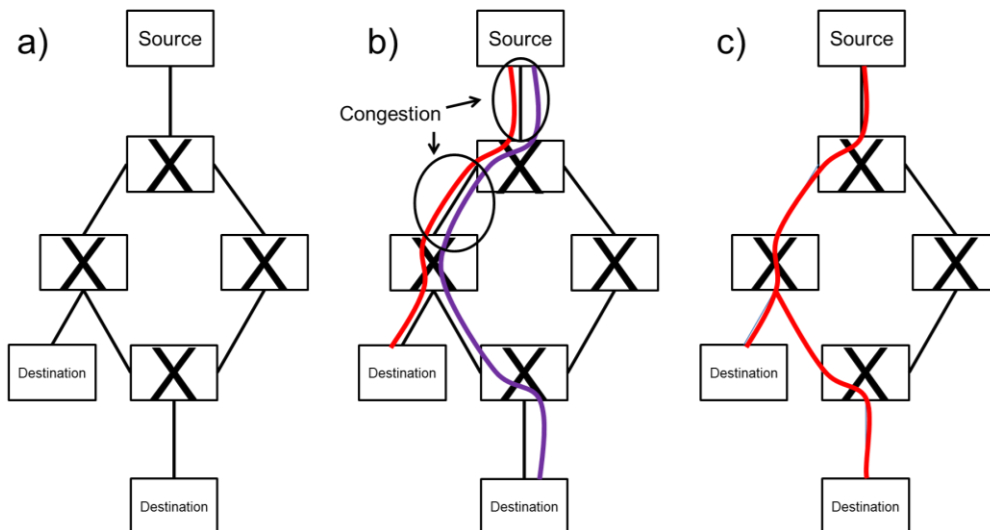 a)
Source
X
X
X
Destination
X
Destination
b)
Source
Congestion
X
X
X
Destination
X
Destination
c)
Source
X
X
X
Destination
X
Destination